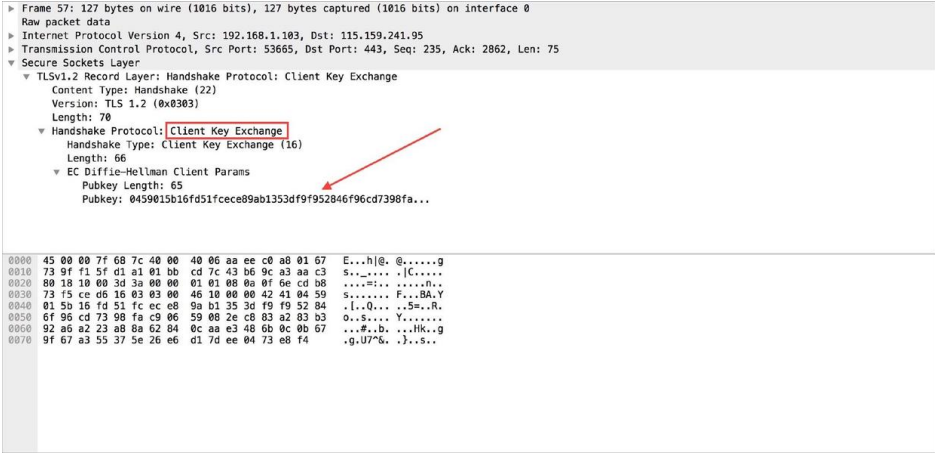 Frame 57: 127 bytes on wire (1016 bits), 127 bytes captured (1016 bits) on interface 0
Raw packet data
Internet Protocol Version 4, Src: 192.168.1.103, Dst: 115.159.241.95
Transmission Control Protocol, Src Port: 53665, Dst Port: 443, Seq: 235, Ack: 2862, Len: 75
Secure Sockets Layer
TLSv1.2 Record Layer: Handshake Protocol: Client Key Exchange
Content Type: Handshake (22)
Version: TLS 1.2 (0x0303)
Length: 70
Handshake Protocol: Client Key Exchange
Handshake Type: Client Key Exchange (16)
Length: 66
EC Diffie-Hellman Client Params
Pubkey Length: 65
Pubkey: 0459015b16fd51fcece89ab1353df9f952846f96cd7398fa...
0000 45 00 00 7f 68 7c 40 00 40 06 aa ee c0 a8 01 67 E...h|@. @......g
0010 73 9f f1 5f d1 a1 01 bb cd 7c 43 b6 9c a3 aa c3 s.._.... .|C.....
0020 80 18 10 00 3d 3a 00 00 01 01 08 0a 0f 6e cd b8 ....=:.. .....n..
0030 73 f5 ce d6 16 03 03 00 46 10 00 00 42 41 04 59 s....... F...BA.Y
0040 01 5b 16 fd 51 fc ec e8 9a b1 35 3d f9 f9 52 84 .[..Q... ..5=..R.
0050 6f 96 cd 73 98 fa c9 06 59 08 2e c8 83 a2 83 b3 o..s.... Y.......
0060 92 a6 a2 23 a8 8a 62 84 0c aa e3 48 6b 0c 0b 67 ...#..b. ...Hk..g
0070 9f 67 a3 55 37 5e 26 e6 d1 7d ee 04 73 e8 f4 .g.U7^&. .}..s..